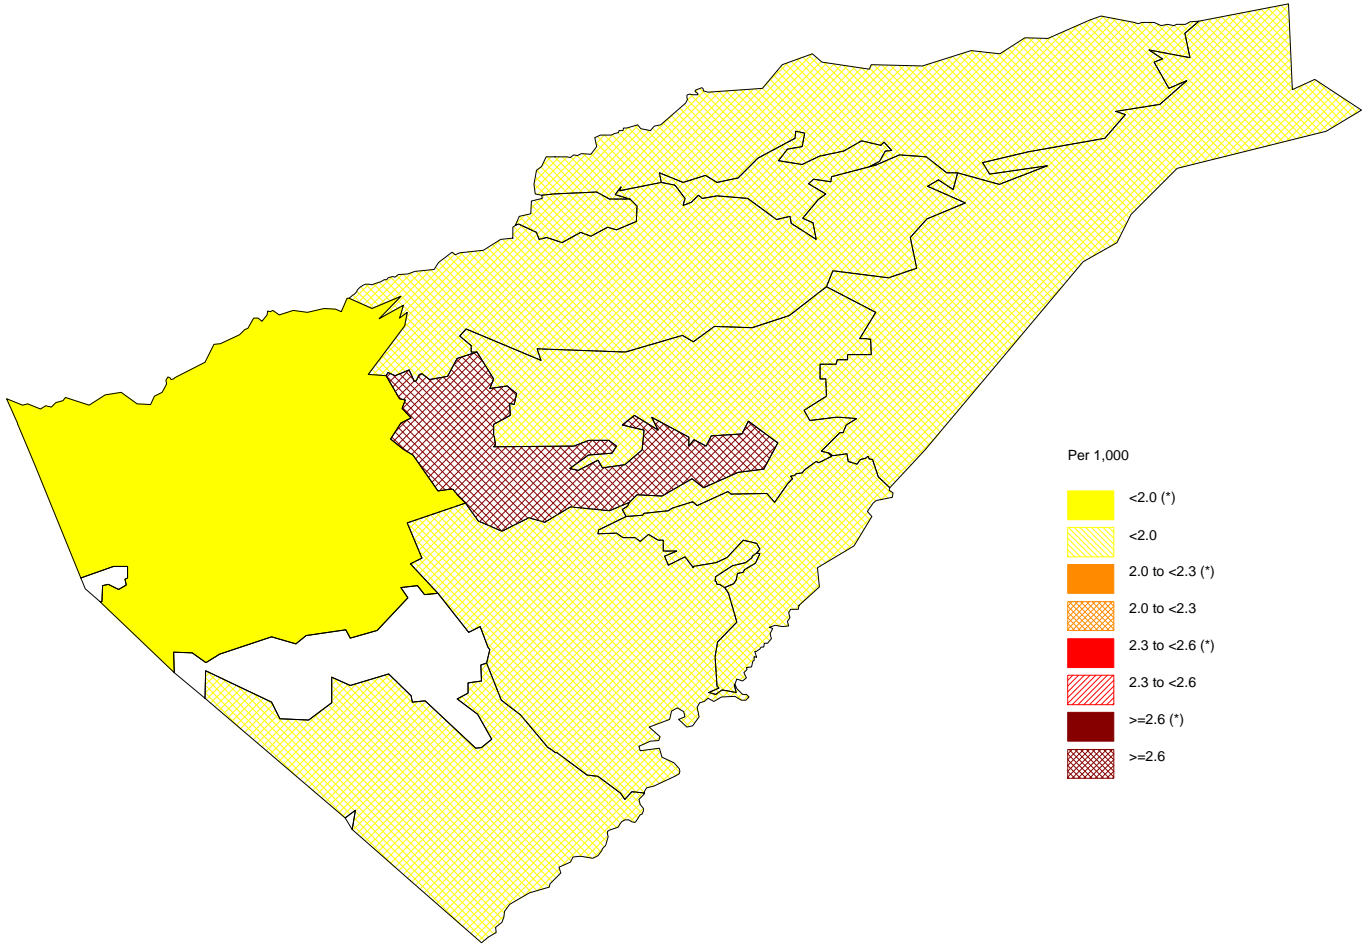 Per 1,000
<2.0 (*)
<2.0
2.0 to <2.3 (*)
2.0 to <2.3
2.3 to <2.6 (*)
2.3 to <2.6
>=2.6 (*)
>=2.6